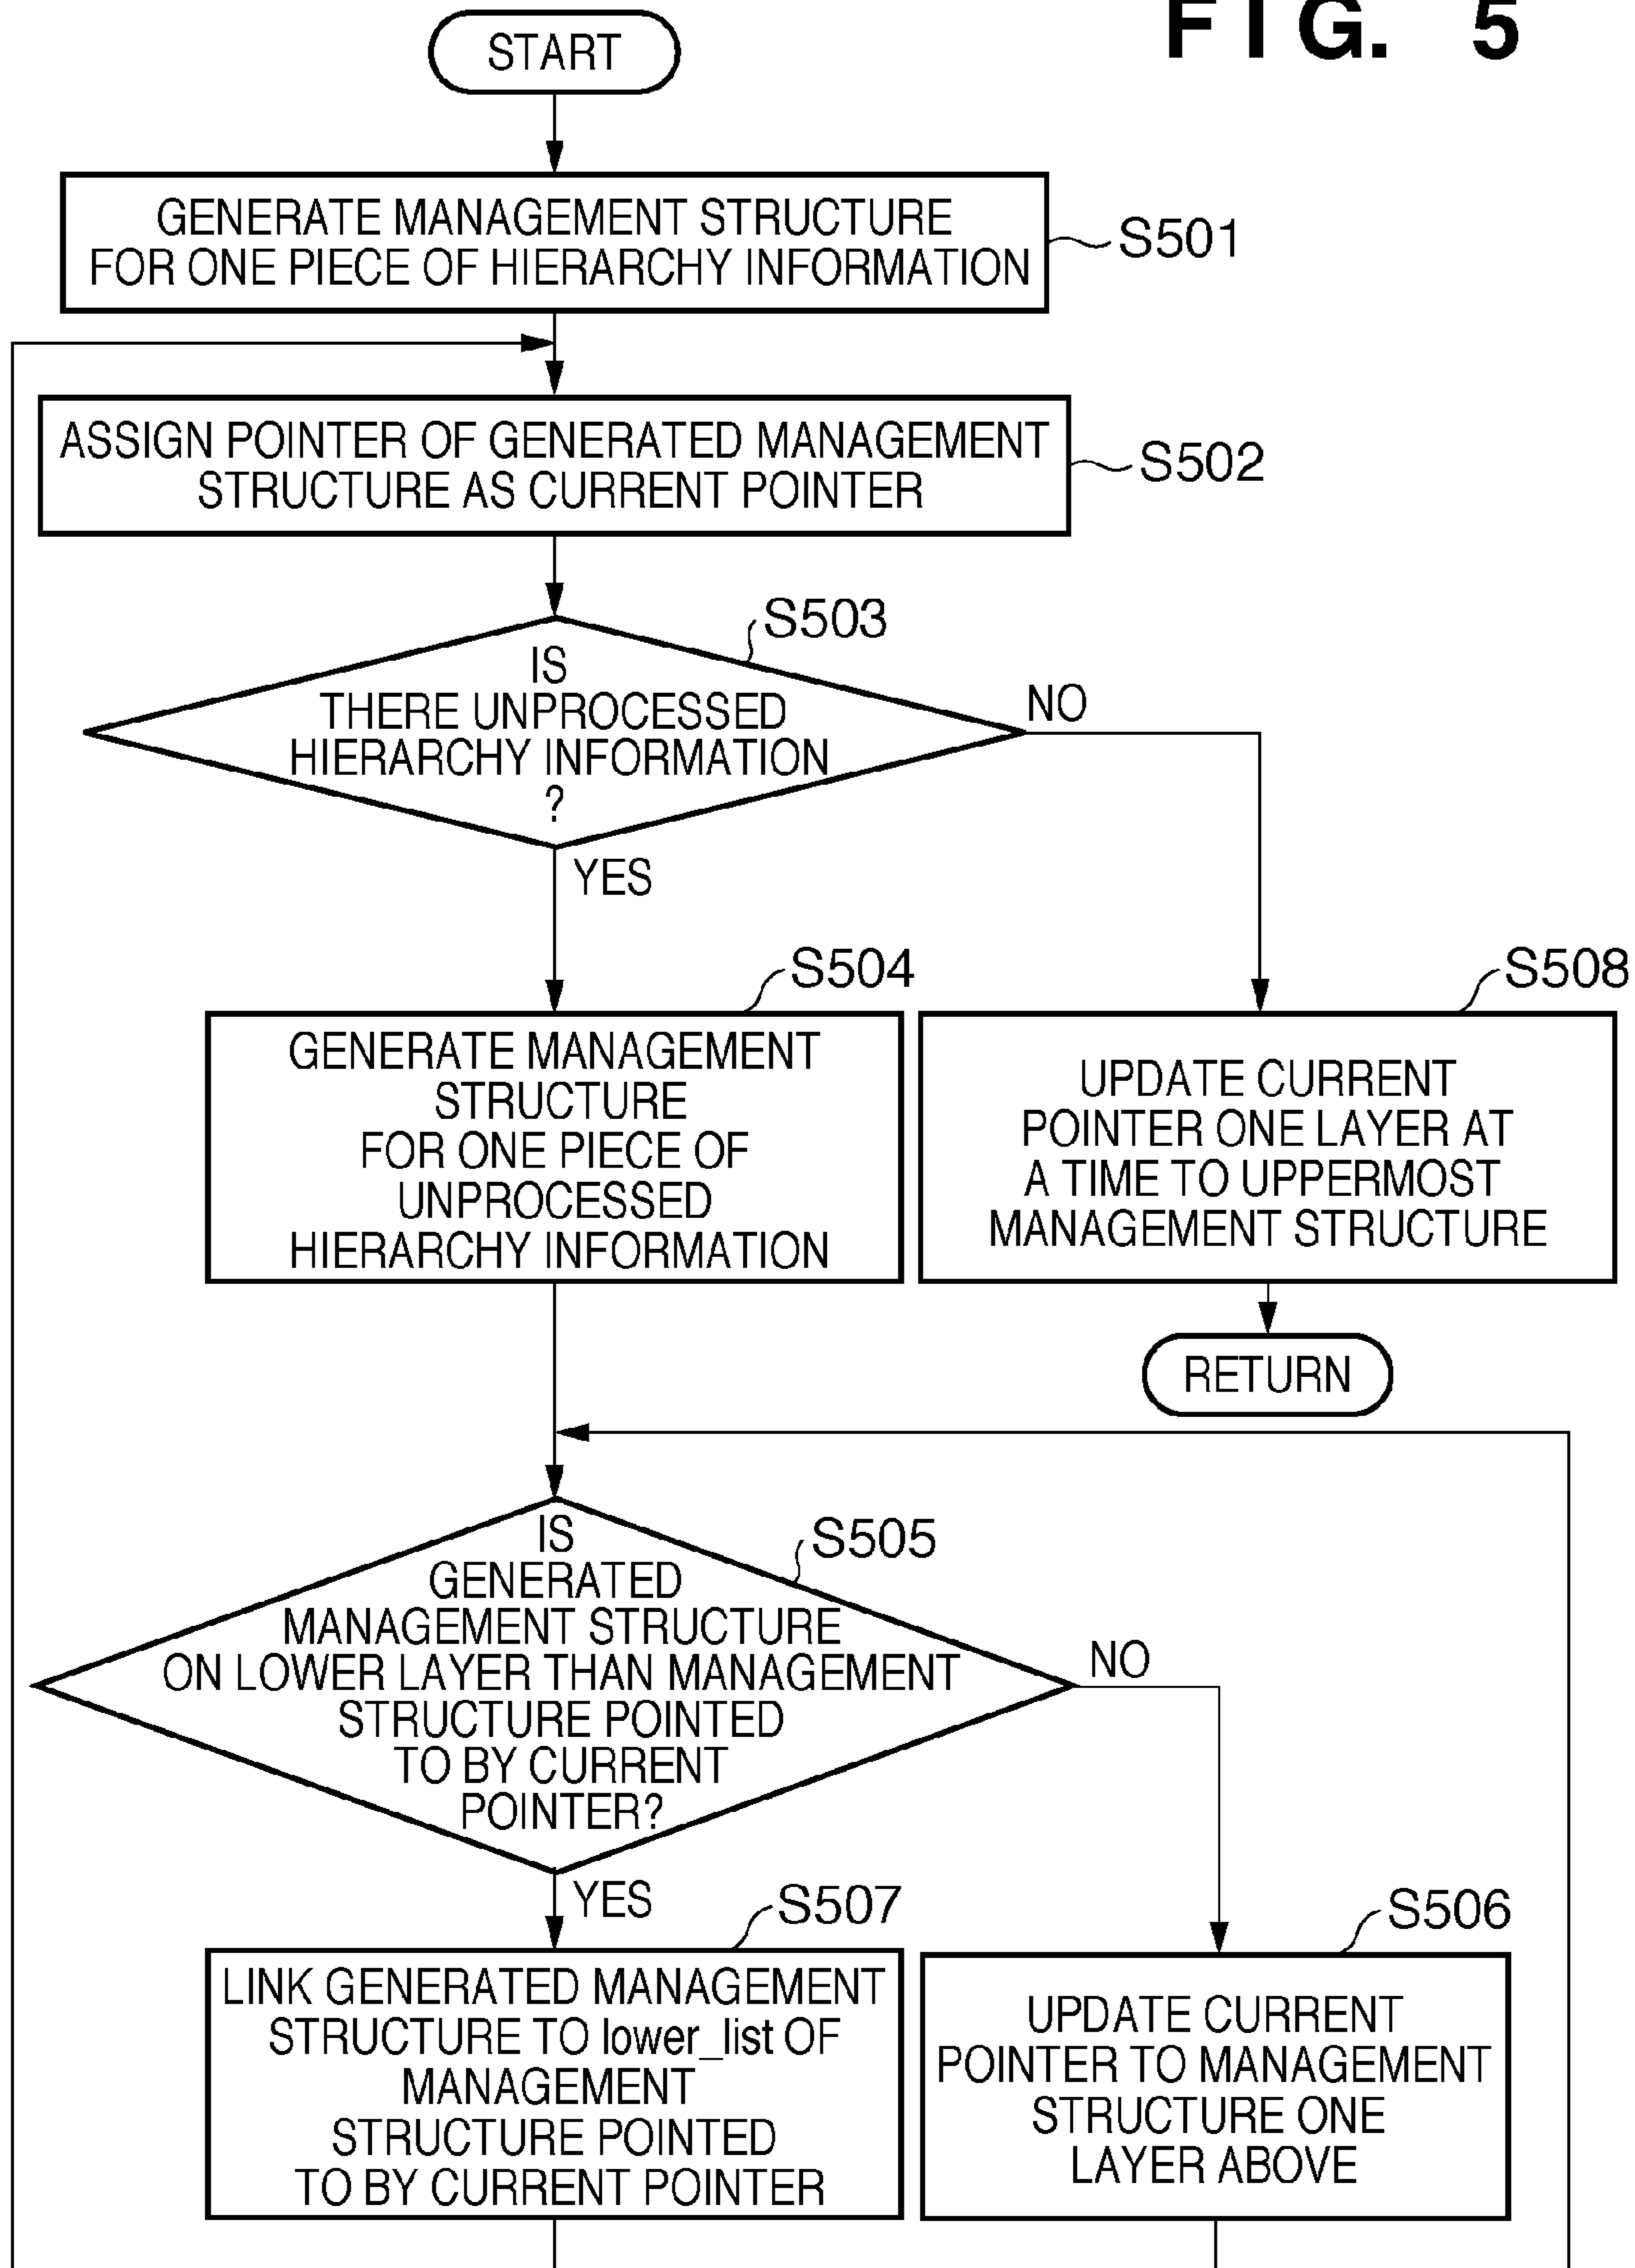 FIG. 5
START
GENERATE MANAGEMENT STRUCTURE
FOR ONE PIECE OF HIERARCHY INFORMATION
S501
ASSIGN POINTER OF GENERATED MANAGEMENT
STRUCTURE AS CURRENT POINTER
S502
S503
IS
THERE UNPROCESSED
HIERARCHY INFORMATION
?
NO
YES
S504
GENERATE MANAGEMENT
STRUCTURE
FOR ONE PIECE OF
UNPROCESSED
HIERARCHY INFORMATION
S508
UPDATE CURRENT
POINTER ONE LAYER AT
A TIME TO UPPERMOST
MANAGEMENT STRUCTURE
RETURN
S505
IS
GENERATED
MANAGEMENT STRUCTURE
ON LOWER LAYER THAN MANAGEMENT
STRUCTURE POINTED
TO BY CURRENT
POINTER?
NO
YES
S507
LINK GENERATED MANAGEMENT
STRUCTURE TO lower_list OF
MANAGEMENT
STRUCTURE POINTED
TO BY CURRENT POINTER
S506
UPDATE CURRENT
POINTER TO MANAGEMENT
STRUCTURE ONE
LAYER ABOVE